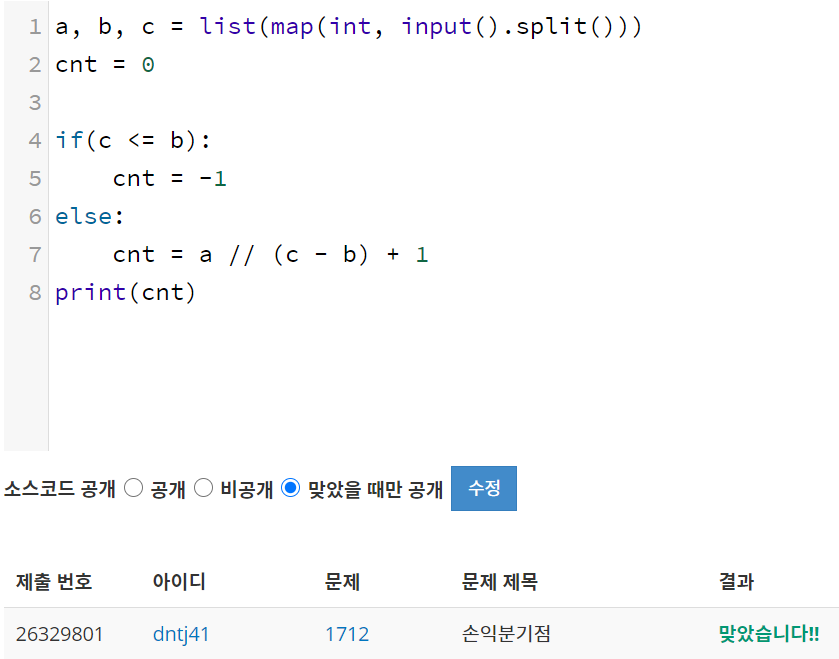 1 a, b, c = list(map(int, input().split()))
2 cnt = 0
3
4 if(c <= b):
5     cnt = -1
6 else:
7     cnt = a // (c - b) + 1
8 print(cnt)
소스코드 공개 공개 비공개 맞았을 때만 공개 수정
제출 번호 아이디 문제 문제 제목 결과
26329801 dntj41 1712 손익분기점 맞았습니다!!